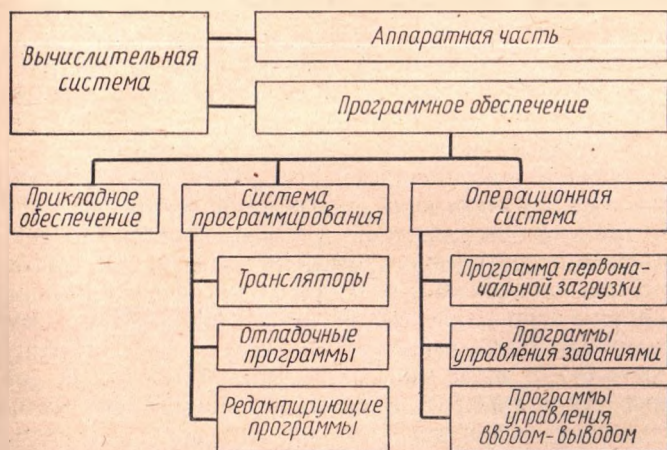 Вычислительная
система
Аппаратная часть
Программное обеспечение
Прикладное
обеспечение
Система
программирования
Операционная
система
Трансляторы
Отладочные
программы
Редактирующие
программы
Программа первона-
чальной загрузки
Программы
управления заданиями
Программы
управления
вводом-выводом